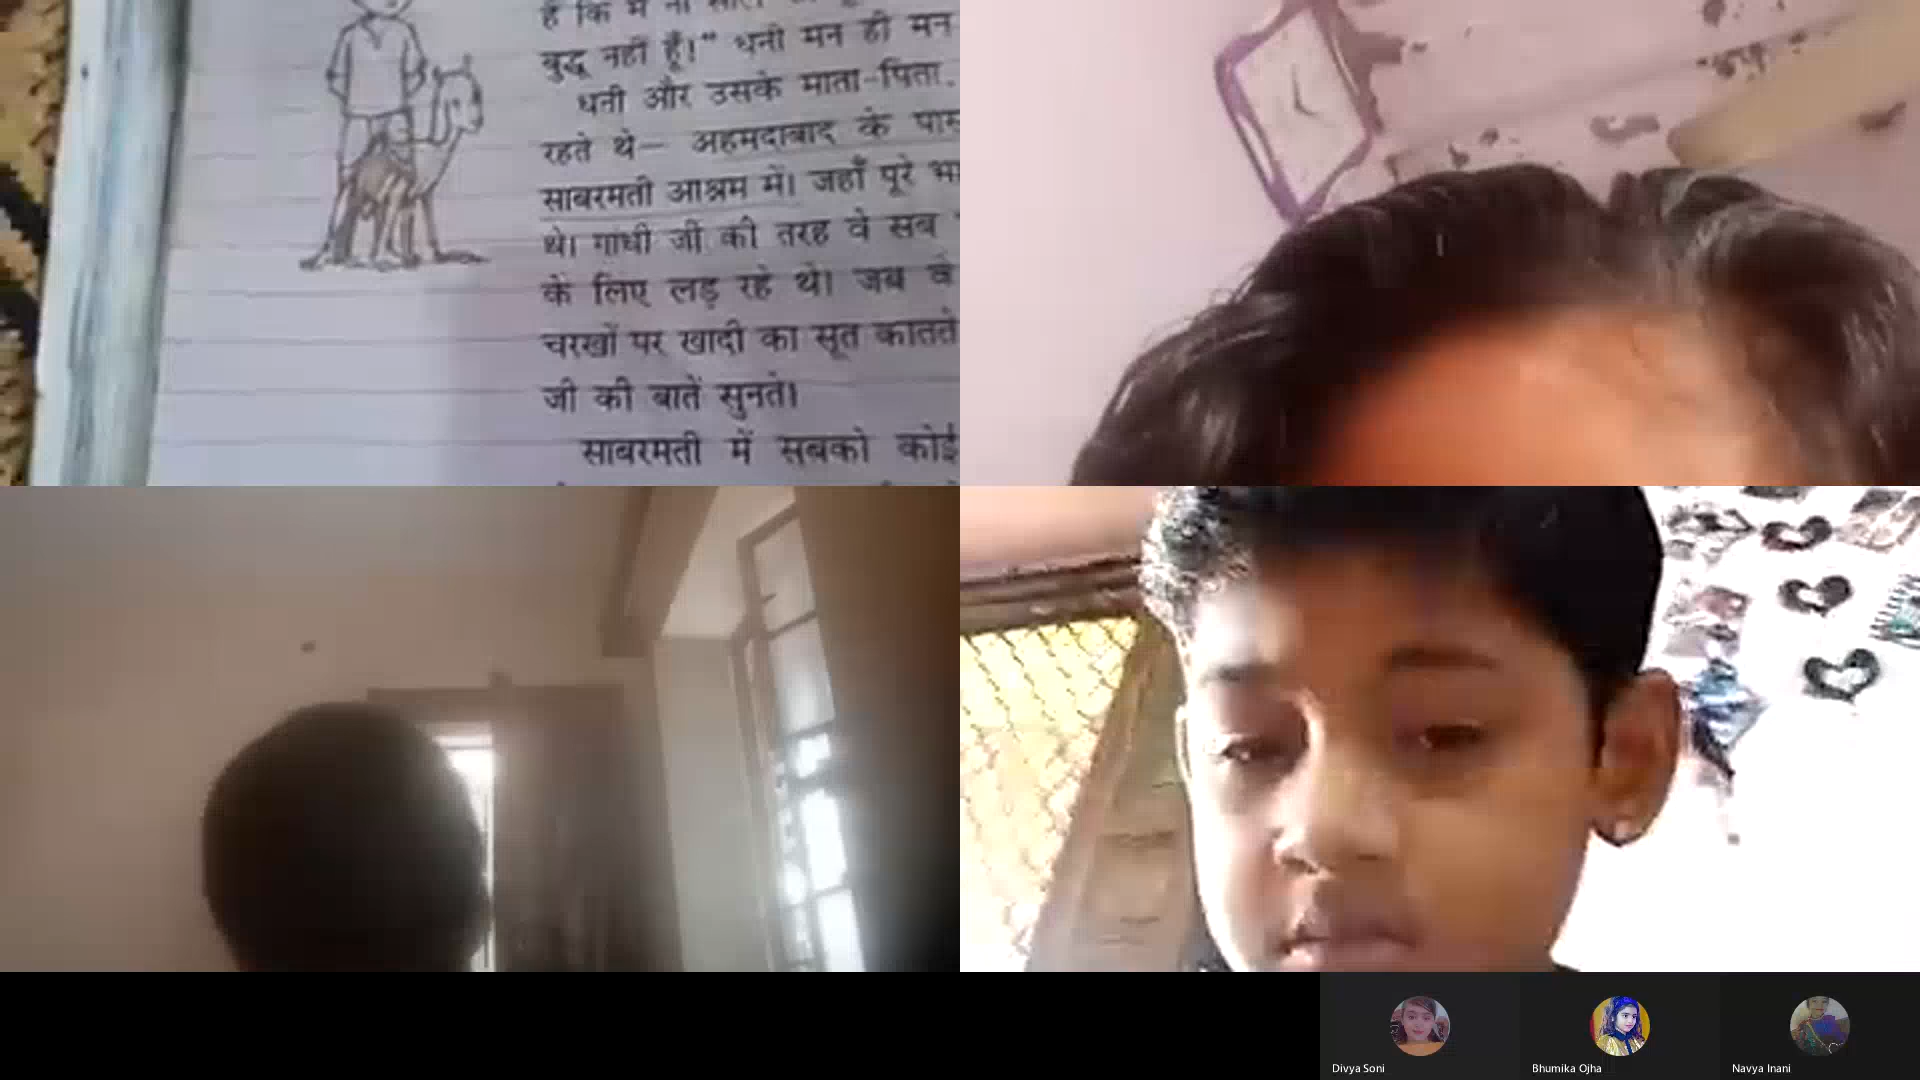 है कि मैं नौ साल
बुद्धू नहीं हूँ।" धनी मन ही मन
धनी और उसके माता-पिता
रहते थे— अहमदाबाद के पास
साबरमती आश्रम में। जहाँ पूरे
थे। गांधी जी की तरह वे सब
के लिए लड़ रहे थे। जब वे
चरखों पर खादी का सूत कातते
जी की बातें सुनते।
साबरमती में सबको कोई
Divya Soni
Bhumika Ojha
Navya Inani